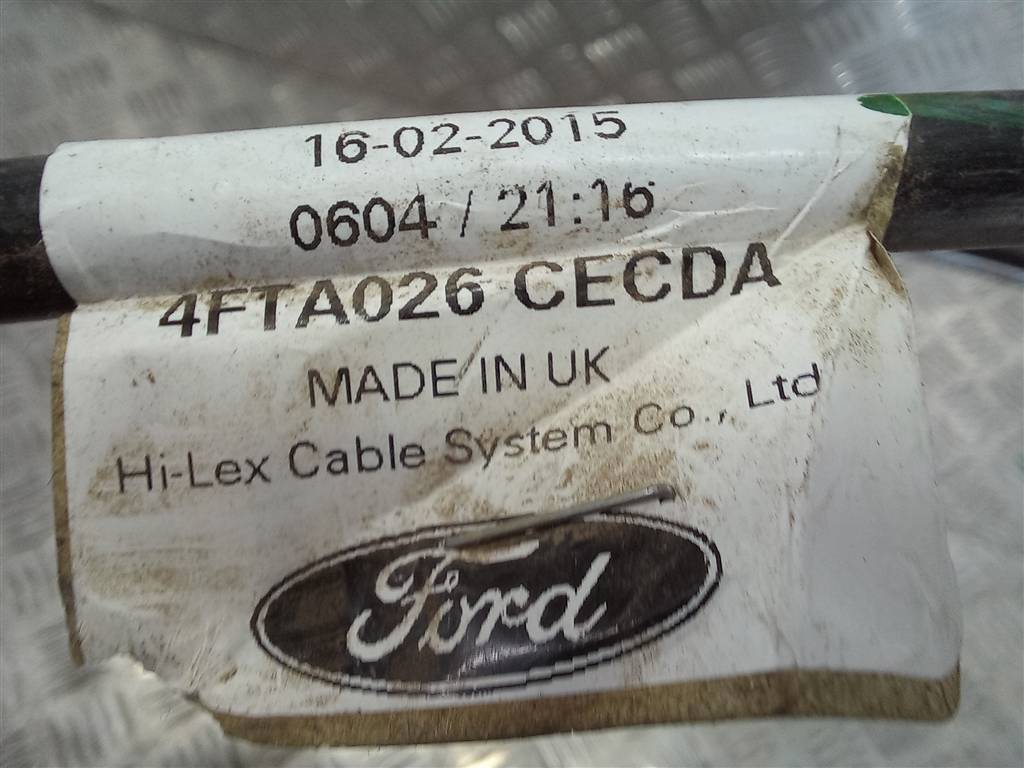 16-02-2015
0604 / 21:16
4FTA026 CECDA
MADE IN UK
Hi-Lex Cable System Co., Ltd
Ford